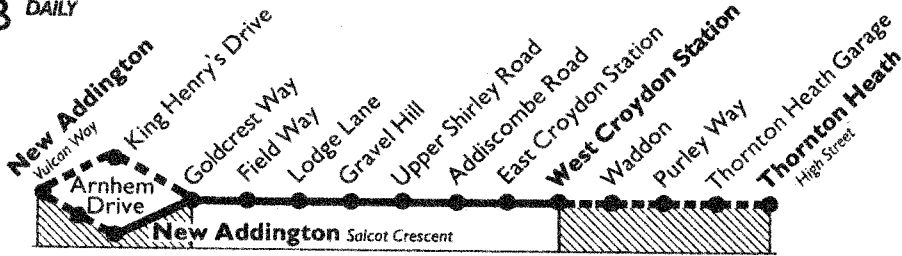 DAILY
New Addington
Vulcan Way
King Henry's Drive
Arnhem
Drive
Goldcrest Way
Field Way
Lodge Lane
Gravel Hill
Upper Shirley Road
Addiscombe Road
East Croydon Station
West Croydon Station
Waddon
Purley Way
Thornton Heath Garage
Thornton Heath
High Street
New Addington Salcot Crescent